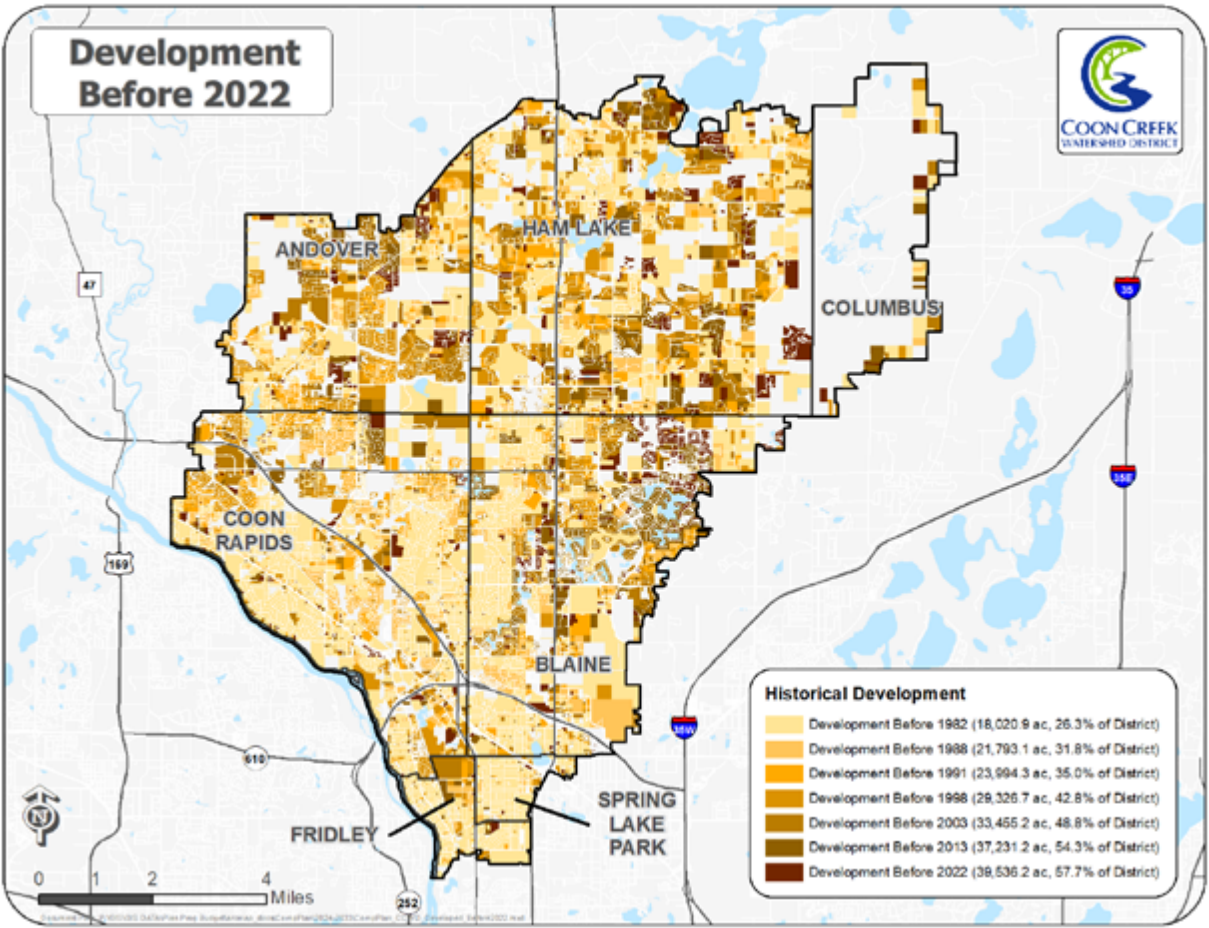 Development
Before 2022
COON CREEK
WATERSHED DISTRICT
ANDOVER
HAM LAKE
47
35
COLUMBUS
35E
COON
RAPIDS
169
BLAINE
35W
610
FRIDLEY
SPRING
LAKE
PARK
252
N
0 1 2 4
Miles
Historical Development
Development Before 1982 (18,020.9 ac, 26.3% of District)
Development Before 1988 (21,793.1 ac, 31.8% of District)
Development Before 1991 (23,994.3 ac, 35.0% of District)
Development Before 1998 (29,326.7 ac, 42.8% of District)
Development Before 2003 (33,455.2 ac, 48.8% of District)
Development Before 2013 (37,231.2 ac, 54.3% of District)
Development Before 2022 (39,536.2 ac, 57.7% of District)